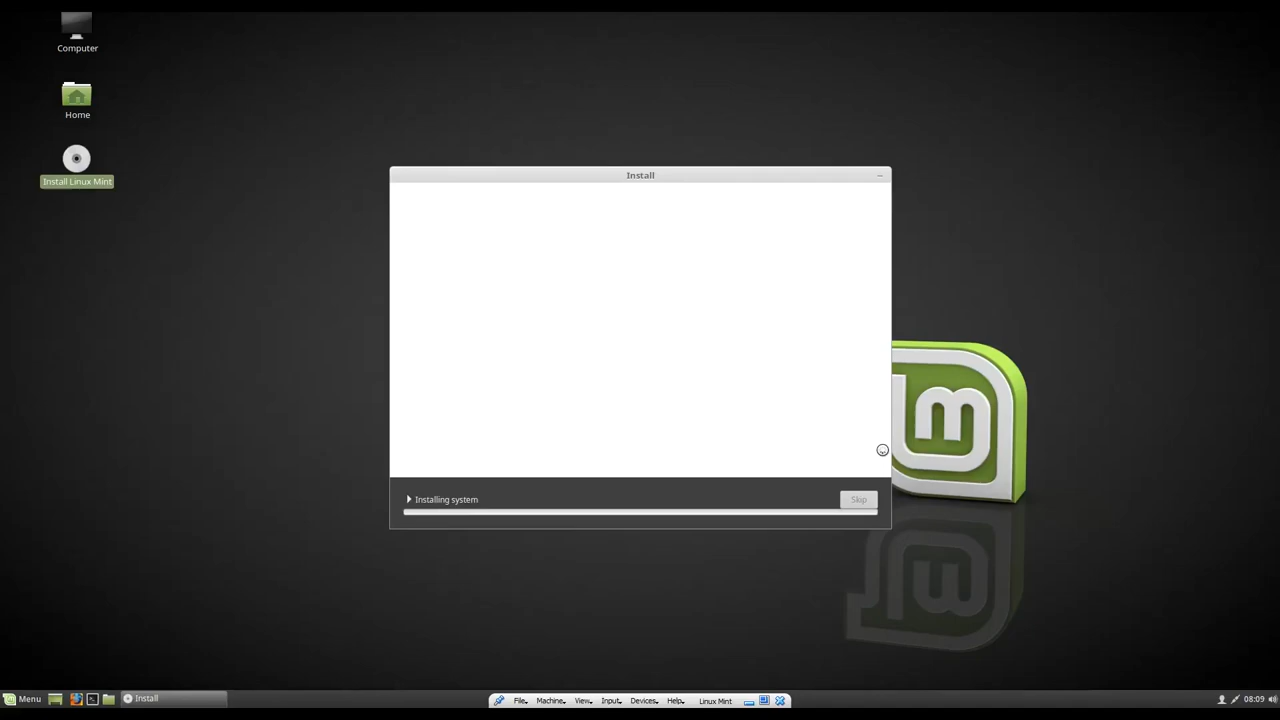 Computer
Home
Install Linux Mint
Install
Installing system
Skip
Menu
Install
File
Machine
View
Input
Devices
Help
Linux Mint
08:09